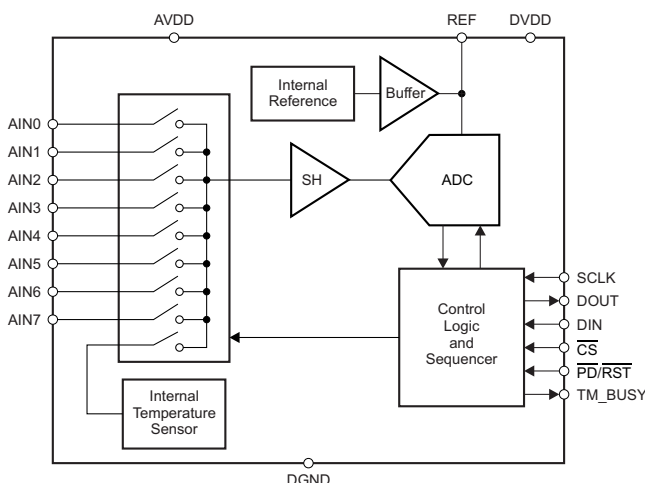 AVDD
REF
DVDD
Internal
Reference
Buffer
AIN0
AIN1
AIN2
AIN3
AIN4
AIN5
AIN6
AIN7
SH
ADC
Control
Logic
and
Sequencer
SCLK
DOUT
DIN
CS
PD/RST
TM_BUSY
Internal
Temperature
Sensor
DGND